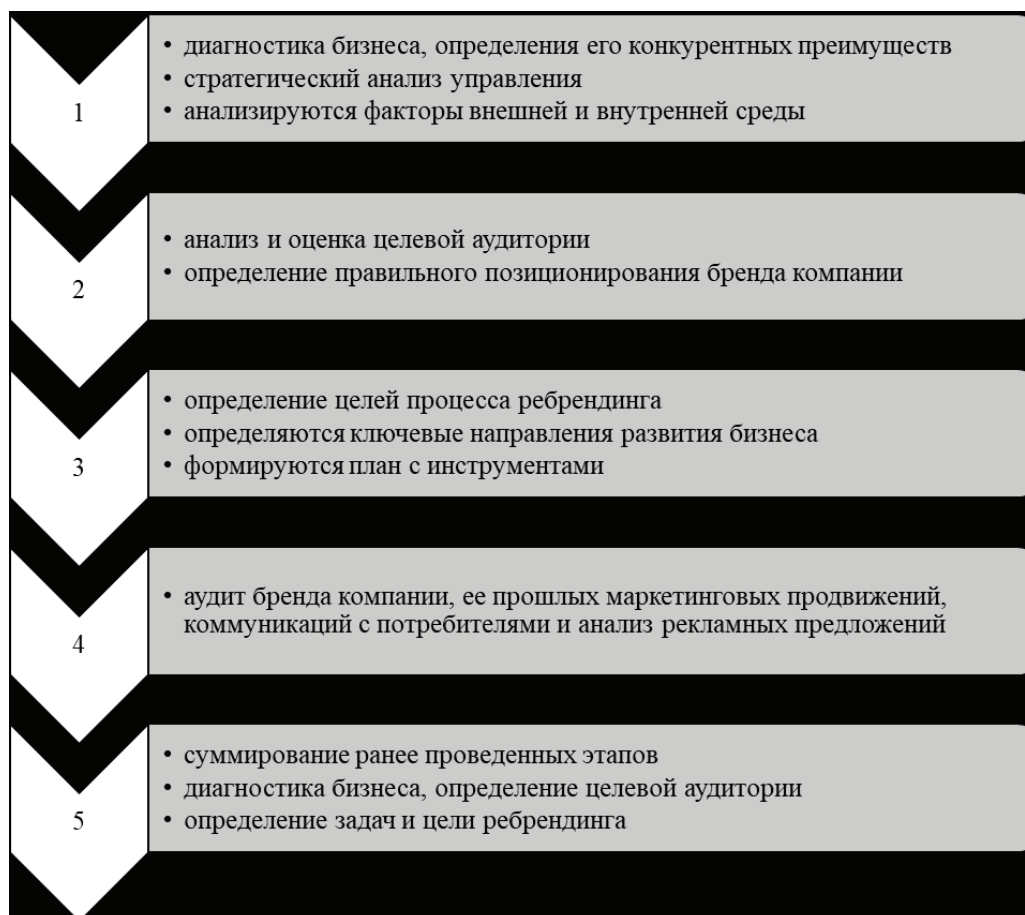 1
• диагностика бизнеса, определения его конкурентных преимуществ
• стратегический анализ управления
• анализируются факторы внешней и внутренней среды
2
• анализ и оценка целевой аудитории
• определение правильного позиционирования бренда компании
3
• определение целей процесса ребрендинга
• определяются ключевые направления развития бизнеса
• формируются план с инструментами
4
• аудит бренда компании, ее прошлых маркетинговых продвижений,
коммуникаций с потребителями и анализ рекламных предложений
5
• суммирование ранее проведенных этапов
• диагностика бизнеса, определение целевой аудитории
• определение задач и цели ребрендинга